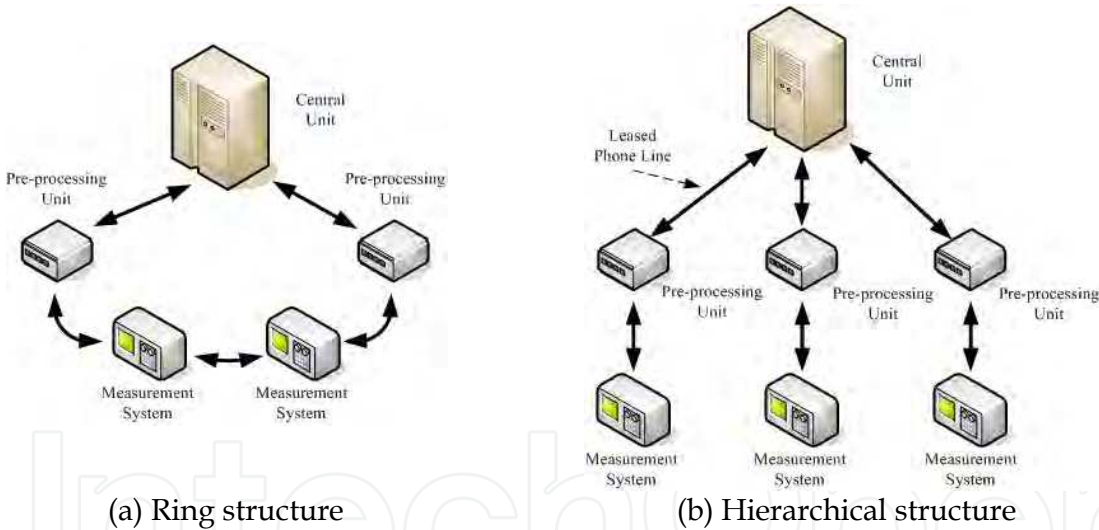 Central
Unit
Pre-processing
Unit
Pre-processing
Unit
Measurement
System
Measurement
System
(a) Ring structure
Central
Unit
Leased
Phone Line
Pre-processing
Unit
Pre-processing
Unit
Pre-processing
Unit
Measurement
System
Measurement
System
Measurement
System
(b) Hierarchical structure